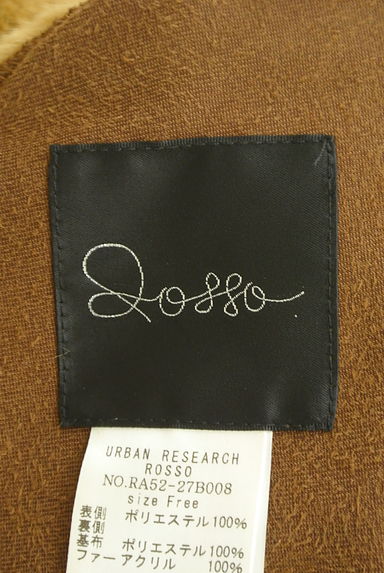 Rosso
URBAN RESEARCH
ROSSO
NO.RA52-27B008
size Free
表側 ポリエステル100%
裏側
基布 ポリエステル100%
ファーアクリル 100%